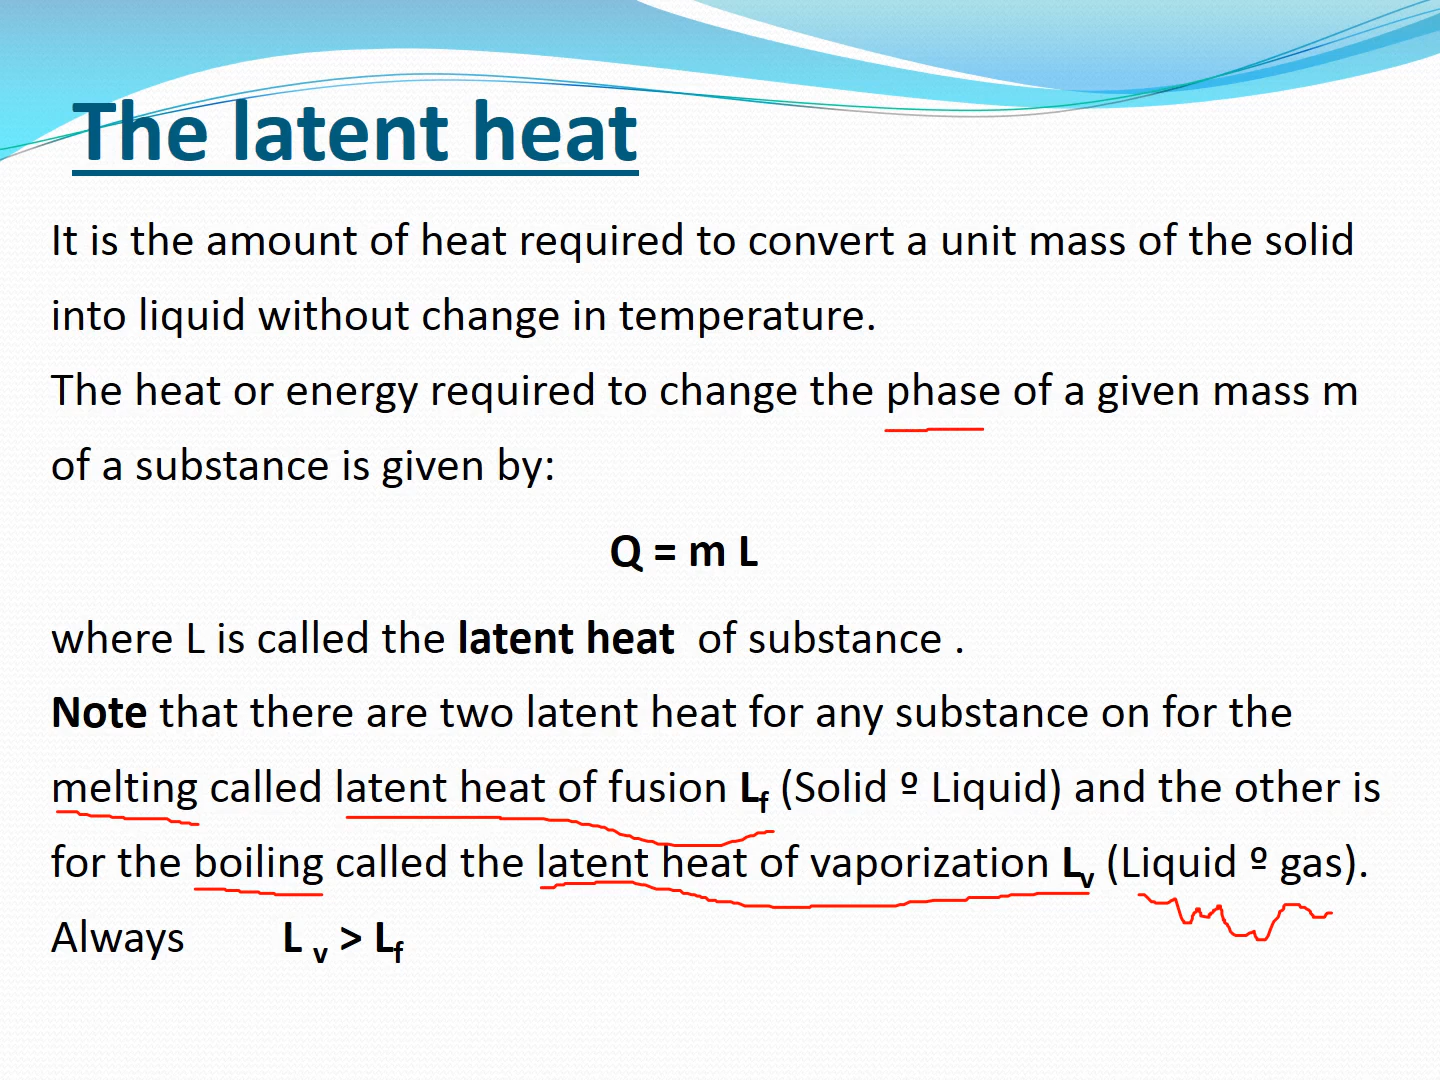 The latent heat
It is the amount of heat required to convert a unit mass of the solid
into liquid without change in temperature.
The heat or energy required to change the phase of a given mass m
of a substance is given by:
Q = m L
where L is called the latent heat of substance .
Note that there are two latent heat for any substance on for the
melting called latent heat of fusion Lf (Solid º Liquid) and the other is
for the boiling called the latent heat of vaporization Lv (Liquid º gas).
Always L v > Lf